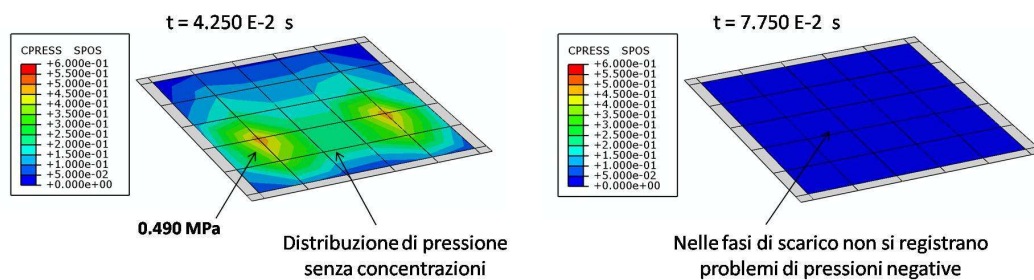 t = 4.250 E-2 s
CPRESS SPOS
+6.000e-01
+5.500e-01
+5.000e-01
+4.500e-01
+4.000e-01
+3.500e-01
+3.000e-01
+2.500e-01
+2.000e-01
+1.500e-01
+1.000e-01
+5.000e-02
+0.000e+00
0.490 MPa
Distribuzione di pressione
senza concentrazioni
t = 7.750 E-2 s
CPRESS SPOS
+6.000e-01
+5.500e-01
+5.000e-01
+4.500e-01
+4.000e-01
+3.500e-01
+3.000e-01
+2.500e-01
+2.000e-01
+1.500e-01
+1.000e-01
+5.000e-02
+0.000e+00
Nelle fasi di scarico non si registrano
problemi di pressioni negative